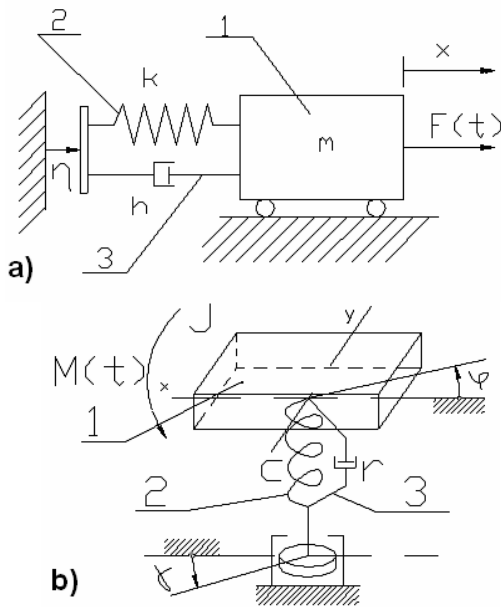 2
1
k
x
m
F(t)
η
h
3
a)
J
y
M(t)
x
φ
1
c
r
2
3
γ
b)